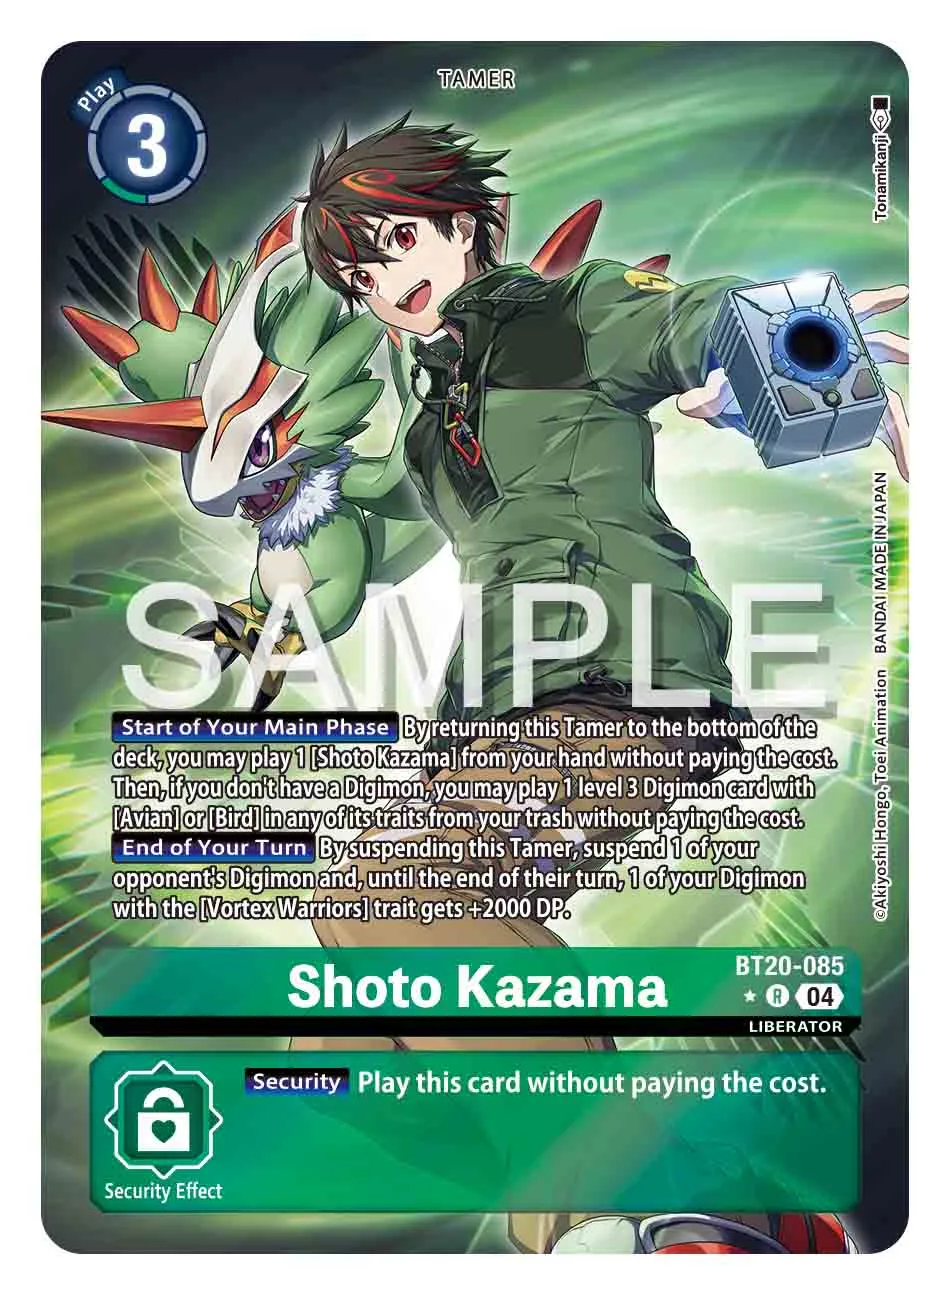 TAMER
Play
3
Tonamikanji
SAMPLE
Start of Your Main Phase By returning this Tamer to the bottom of the
deck, you may play 1 [Shoto Kazama] from your hand without paying the cost.
Then, if you don't have a Digimon, you may play 1 level 3 Digimon card with
[Avian] or [Bird] in any of its traits from your trash without paying the cost.
End of Your Turn By suspending this Tamer, suspend 1 of your
opponent's Digimon and, until the end of their turn, 1 of your Digimon
with the [Vortex Warriors] trait gets +2000 DP.
©Akiyoshi Hongo, Toei Animation BANDAI MADE IN JAPAN
Shoto Kazama
BT20-085
★ R 04
LIBERATOR
Security Play this card without paying the cost.
Security Effect